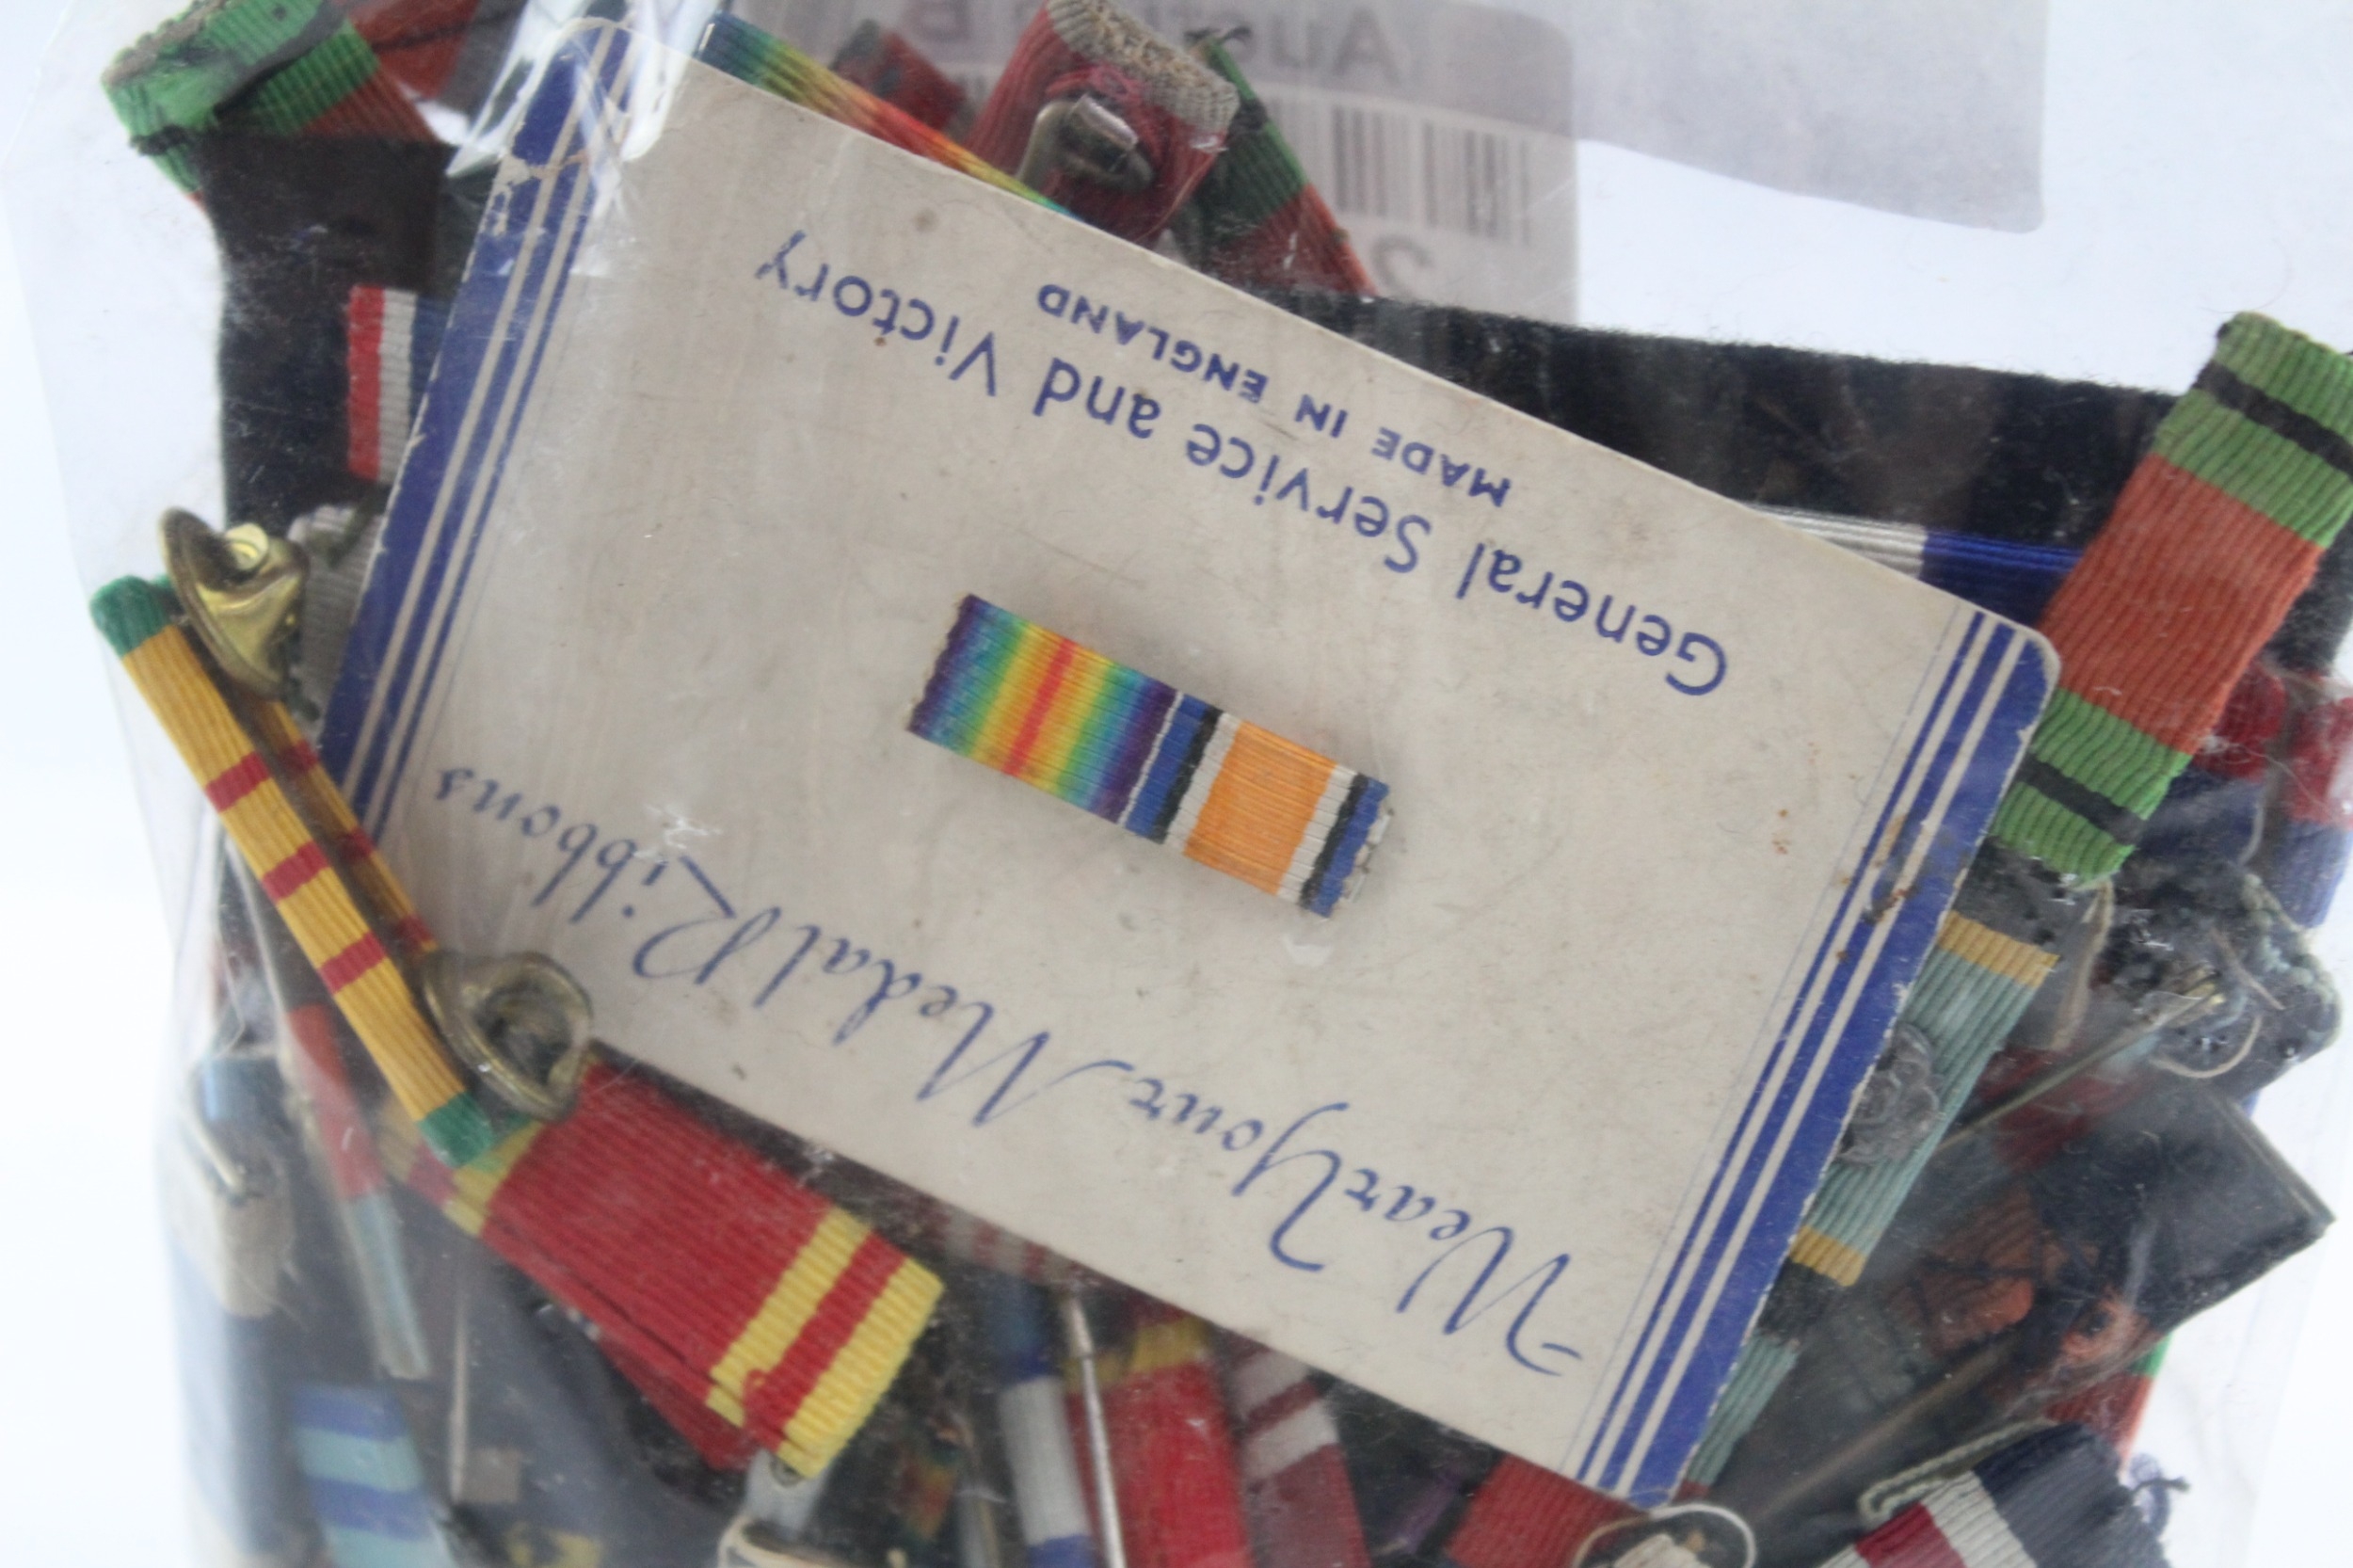 Wear Your Medal Ribbons
General Service and Victory
MADE IN ENGLAND